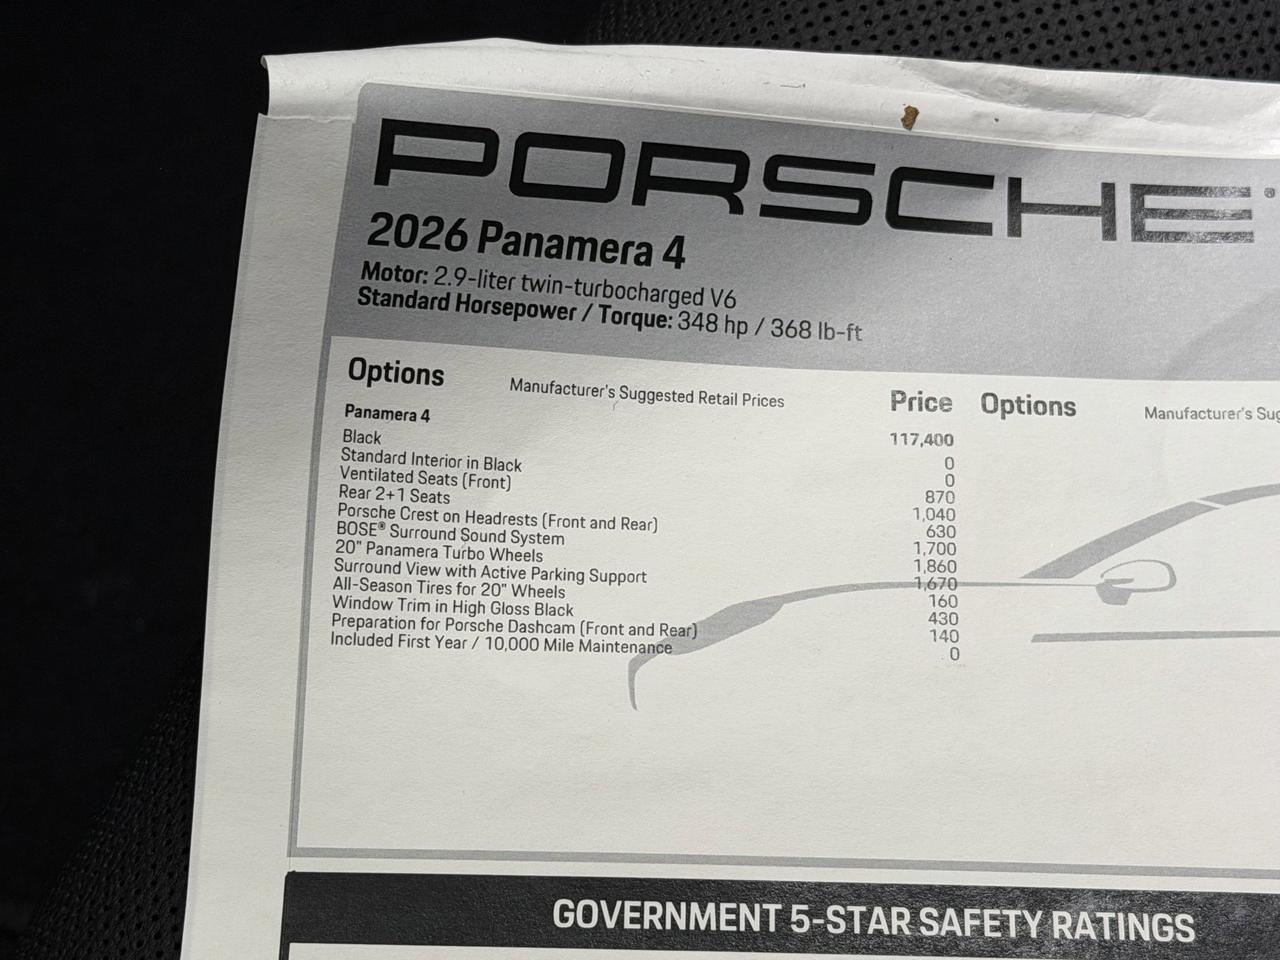 PORSCHE®
2026 Panamera 4
Motor: 2.9-liter twin-turbocharged V6
Standard Horsepower / Torque: 348 hp / 368 lb-ft
Options Manufacturer's Suggested Retail Prices Price Options Manufacturer's Sug
Panamera 4 117,400
Black 0
Standard Interior in Black 0
Ventilated Seats (Front) 870
Rear 2+1 Seats 1,040
Porsche Crest on Headrests (Front and Rear) 630
BOSE® Surround Sound System 1,700
20" Panamera Turbo Wheels 1,860
Surround View with Active Parking Support 1,670
All-Season Tires for 20" Wheels 160
Window Trim in High Gloss Black 430
Preparation for Porsche Dashcam (Front and Rear) 140
Included First Year / 10,000 Mile Maintenance 0
GOVERNMENT 5-STAR SAFETY RATINGS